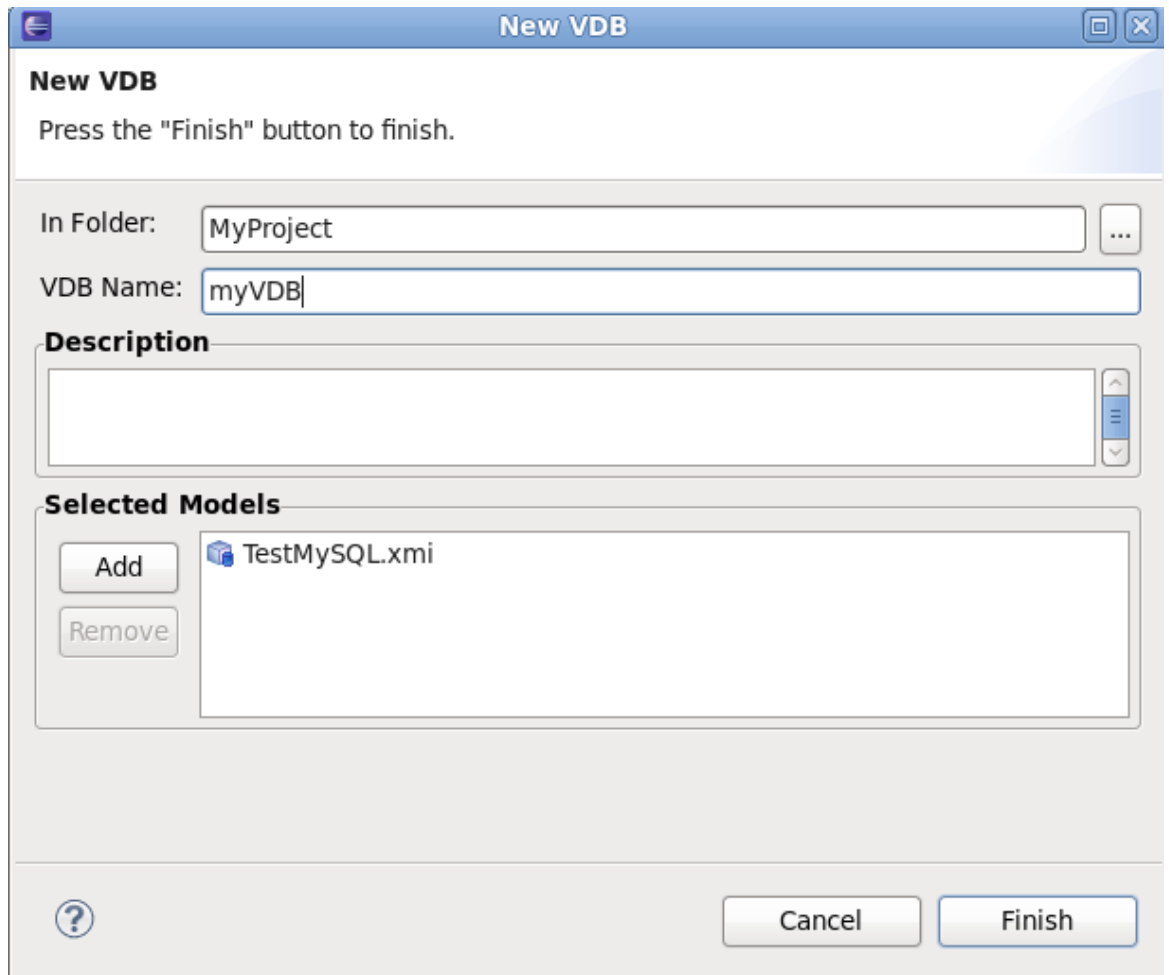 New VDB
New VDB
Press the "Finish" button to finish.
In Folder: MyProject ...
VDB Name: myVDB
Description
Selected Models
Add TestMySQL.xmi
Remove
? Cancel Finish